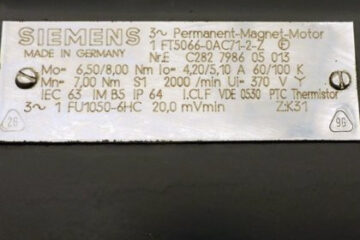 SIEMENS 3~ Permanent-Magnet-Motor
MADE IN GERMANY 1 FT5066-0AC71-2-Z E
Nr.E C282 7986 05 013
Mo= 6,50/8,00 Nm Io= 4,20/5,10 A 60/100 K
Mn= 7,00 Nm S1 2000 /min Ui= 370 V Y
IEC 63 IM B5 IP 64 I.CLF VDE 0530 PTC Thermistor
3~ 1 FU1050-6HC 20,0 mVmin Z:K31
26
96